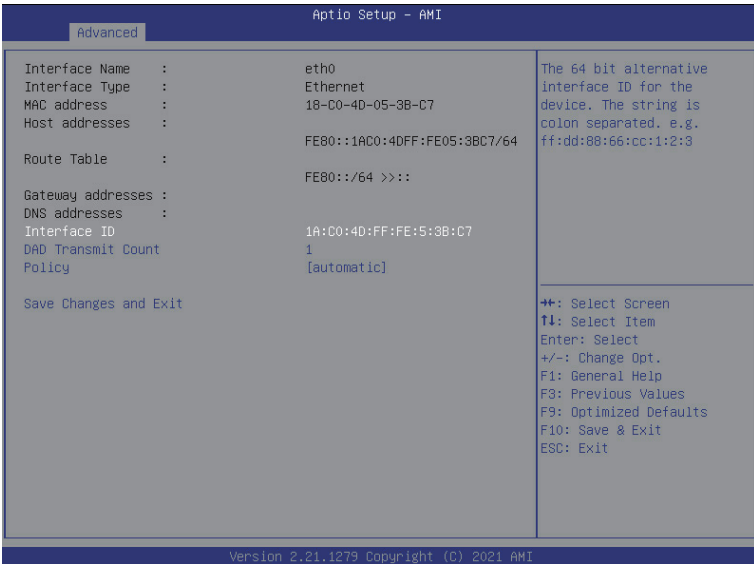 Aptio Setup – AMI
Advanced
Interface Name : eth0
Interface Type : Ethernet
MAC address : 18-C0-4D-05-3B-C7
Host addresses :
FE80::1AC0:4DFF:FE05:3BC7/64
Route Table :
FE80::/64 >>::
Gateway addresses :
DNS addresses :
Interface ID 1A:C0:4D:FF:FE:5:3B:C7
DAD Transmit Count 1
Policy [automatic]
Save Changes and Exit
The 64 bit alternative
interface ID for the
device. The string is
colon separated. e.g.
ff:dd:88:66:cc:1:2:3
→←: Select Screen
↑↓: Select Item
Enter: Select
+/-: Change Opt.
F1: General Help
F3: Previous Values
F9: Optimized Defaults
F10: Save & Exit
ESC: Exit
Version 2.21.1279 Copyright (C) 2021 AMI